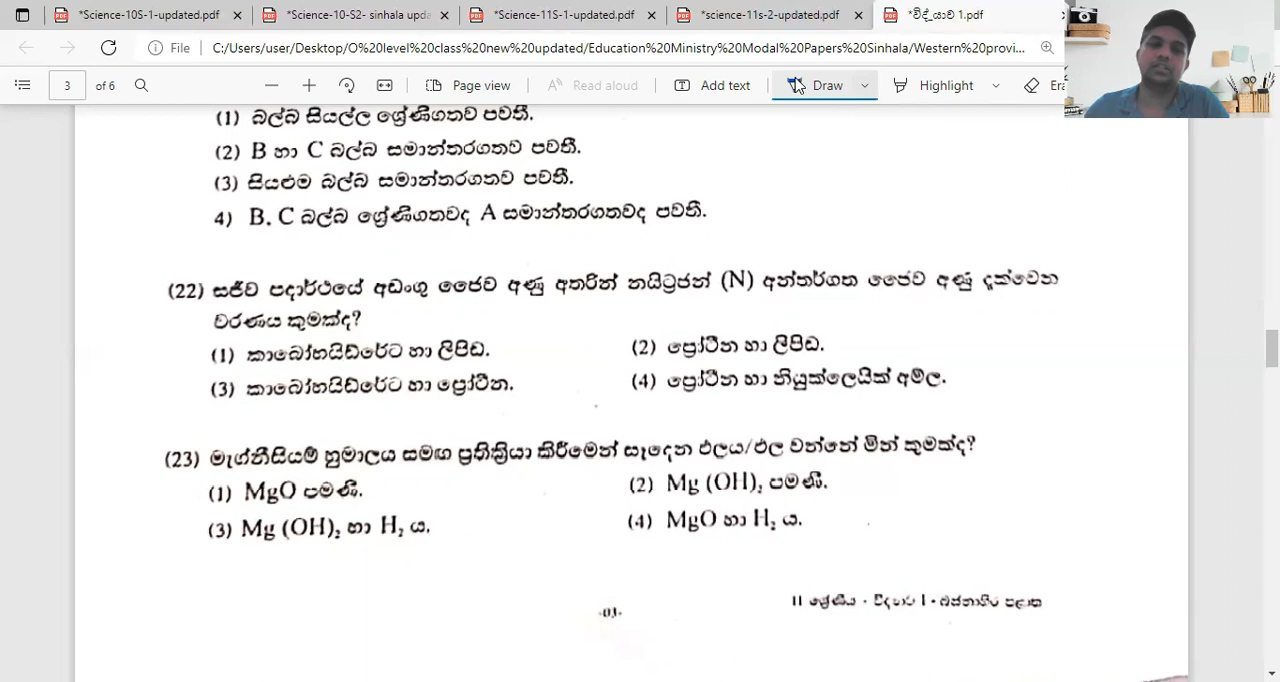 *Science-10S-1-updated.pdf
*Science-10-S2- sinhala upda
*Science-11S-1-updated.pdf
*science-11s-2-updated.pdf
*විද්‍යාව 1.pdf
File
C:/Users/user/Desktop/O%20level%20class%20new%20updated/Education%20Ministry%20Modal%20Papers%20Sinhala/Western%20provi...
3 of 6
Page view
Read aloud
Add text
Draw
Highlight
Era
(1) බල්බ සියල්ල ශ්‍රේණිගතව පවතී.
(2) B හා C බල්බ සමාන්තරගතව පවතී.
(3) සියළුම බල්බ සමාන්තරගතව පවතී.
4) B, C බල්බ ශ්‍රේණිගතවද A සමාන්තරගතවද පවතී.
(22) සජීව පදාර්ථයේ අඩංගු ජෛව අණු අතරින් නයිට්‍රජන් (N) අන්තර්ගත ජෛව අණු දැක්වෙන
වරණය කුමක්ද?
(1) කාබෝහයිඩ්රේට හා ලිපිඩ.
(2) ප්‍රෝටීන හා ලිපිඩ.
(3) කාබෝහයිඩ්රේට හා ප්‍රෝටීන.
(4) ප්‍රෝටීන හා නියුක්ලෙයික් අම්ල.
(23) මැග්නීසියම් හුමාලය සමඟ ප්‍රතික්‍රියා කිරීමෙන් සෑදෙන ඵලය/ඵල වන්නේ මින් කුමක්ද?
(1) MgO පමණි.
(2) Mg (OH)₂ පමණි.
(3) Mg (OH)₂ හා H₂ ය.
(4) MgO හා H₂ ය.
-03-
11 ශ්‍රේණිය - විද්‍යාව I - බස්නාහිර පළාත